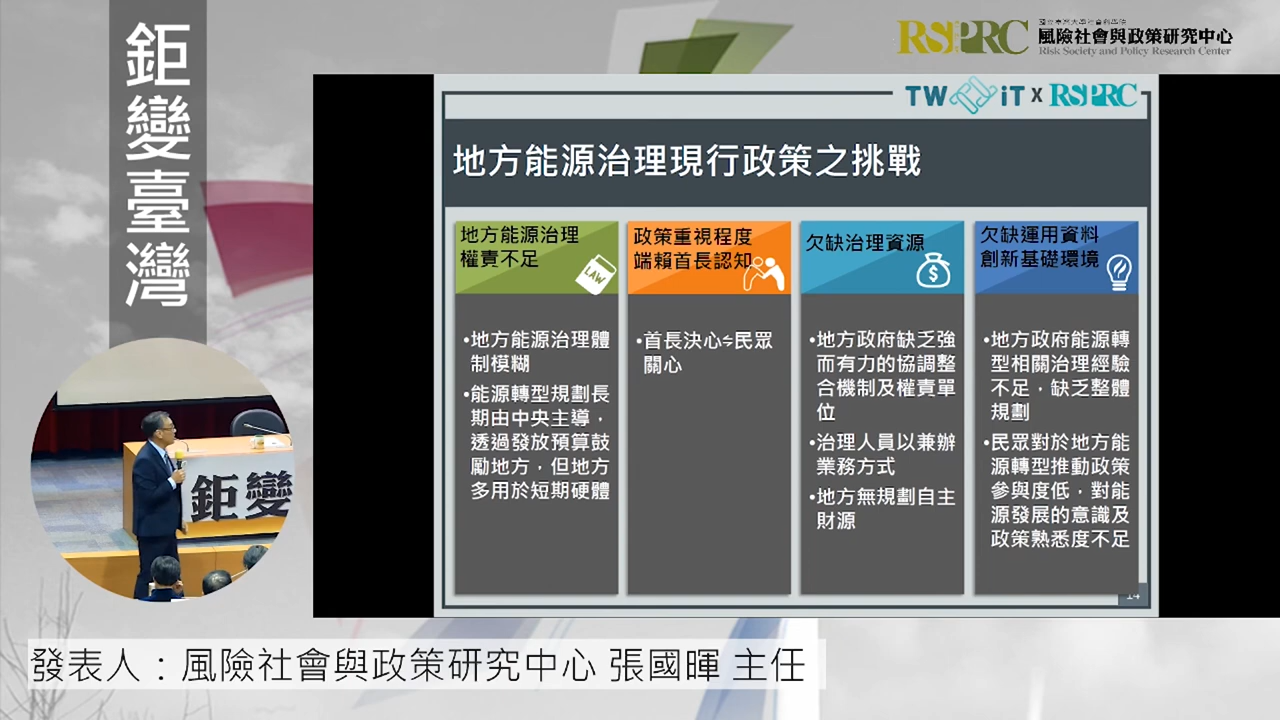 鉅變臺灣
RSPRC
國立臺灣大學社會科學院
風險社會與政策研究中心
Risk Society and Policy Research Center
TW iT X RSPRC
地方能源治理現行政策之挑戰
地方能源治理
權責不足
LAW
•地方能源治理體
制模糊
•能源轉型規劃長
期由中央主導，
透過發放預算鼓
勵地方，但地方
多用於短期硬體
政策重視程度
端賴首長認知
•首長決心≒民眾
關心
欠缺治理資源
$
•地方政府缺乏強
而有力的協調整
合機制及權責單
位
•治理人員以兼辦
業務方式
•地方無規劃自主
財源
欠缺運用資料
創新基礎環境
•地方政府能源轉
型相關治理經驗
不足，缺乏整體
規劃
•民眾對於地方能
源轉型推動政策
參與度低，對能
源發展的意識及
政策熟悉度不足
14
鉅變
發表人：風險社會與政策研究中心 張國暉 主任